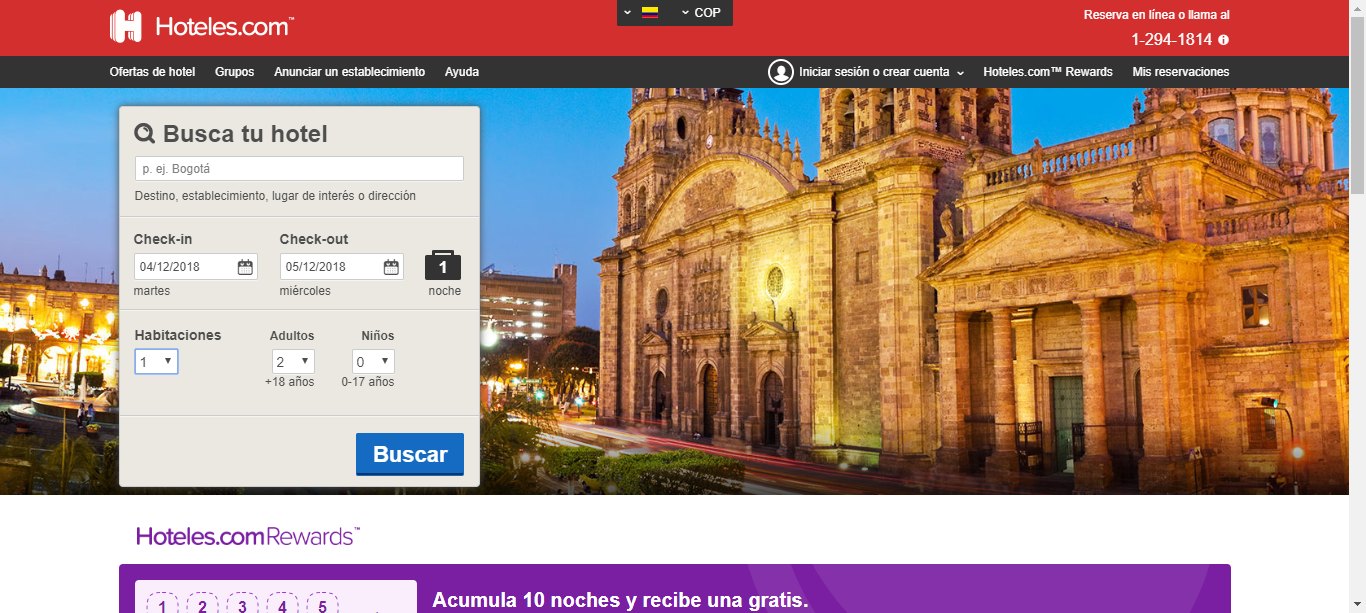 Hoteles.com™
COP
Reserva en línea o llama al
1-294-1814
Ofertas de hotel Grupos Anunciar un establecimiento Ayuda
Iniciar sesión o crear cuenta Hoteles.com™ Rewards Mis reservaciones
Busca tu hotel
p. ej. Bogotá
Destino, establecimiento, lugar de interés o dirección
Check-in Check-out
04/12/2018 05/12/2018 1
martes miércoles noche
Habitaciones Adultos Niños
1 2 0
+18 años 0-17 años
Buscar
Hoteles.com Rewards™
1 2 3 4 5
Acumula 10 noches y recibe una gratis.